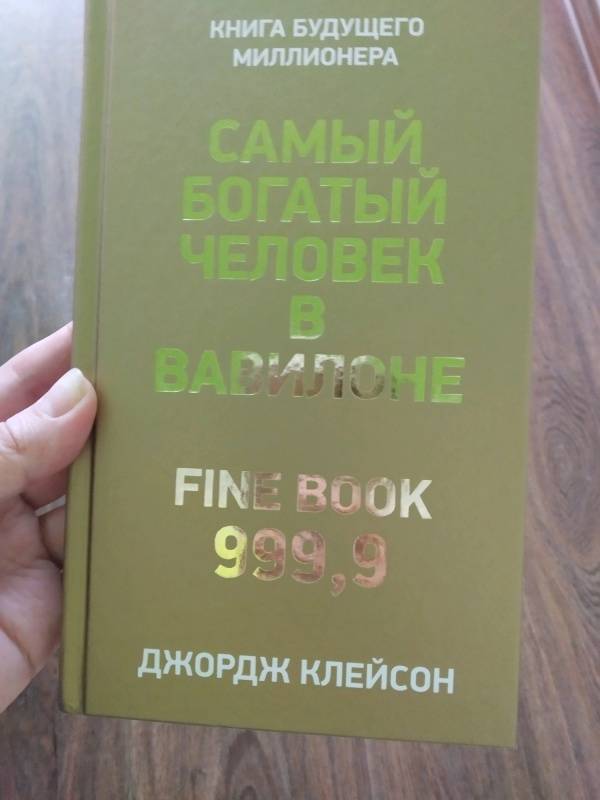 КНИГА БУДУЩЕГО
МИЛЛИОНЕРА
САМЫЙ
БОГАТЫЙ
ЧЕЛОВЕК
В
ВАВИЛОНЕ
FINE BOOK
999,9
ДЖОРДЖ КЛЕЙСОН